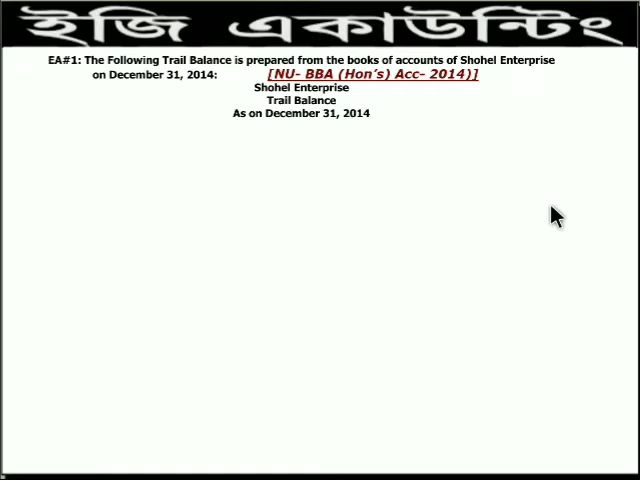 ইজি একাউন্টিং
EA#1: The Following Trail Balance is prepared from the books of accounts of Shohel Enterprise
on December 31, 2014: [NU- BBA (Hon's) Acc- 2014)]
Shohel Enterprise
Trail Balance
As on December 31, 2014